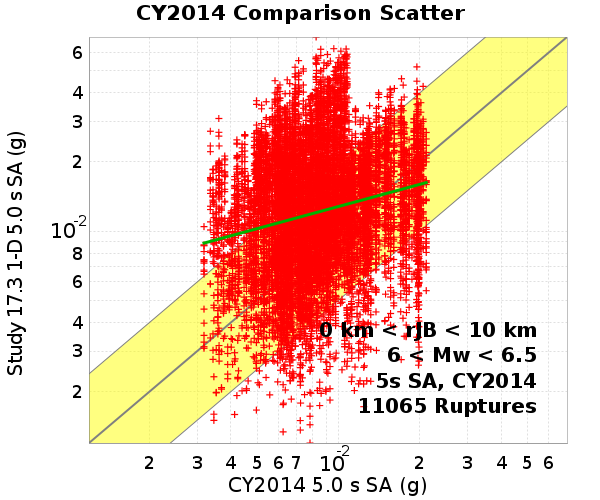 CY2014 Comparison Scatter
6
4
3
2
10-2
8
6
4
3
2
Study 17.3 1-D 5.0 s SA (g)
0 km < rJB < 10 km
6 < Mw < 6.5
5s SA, CY2014
11065 Ruptures
2 3 4 5 6 7 10-2 2 3 4 5 6
CY2014 5.0 s SA (g)